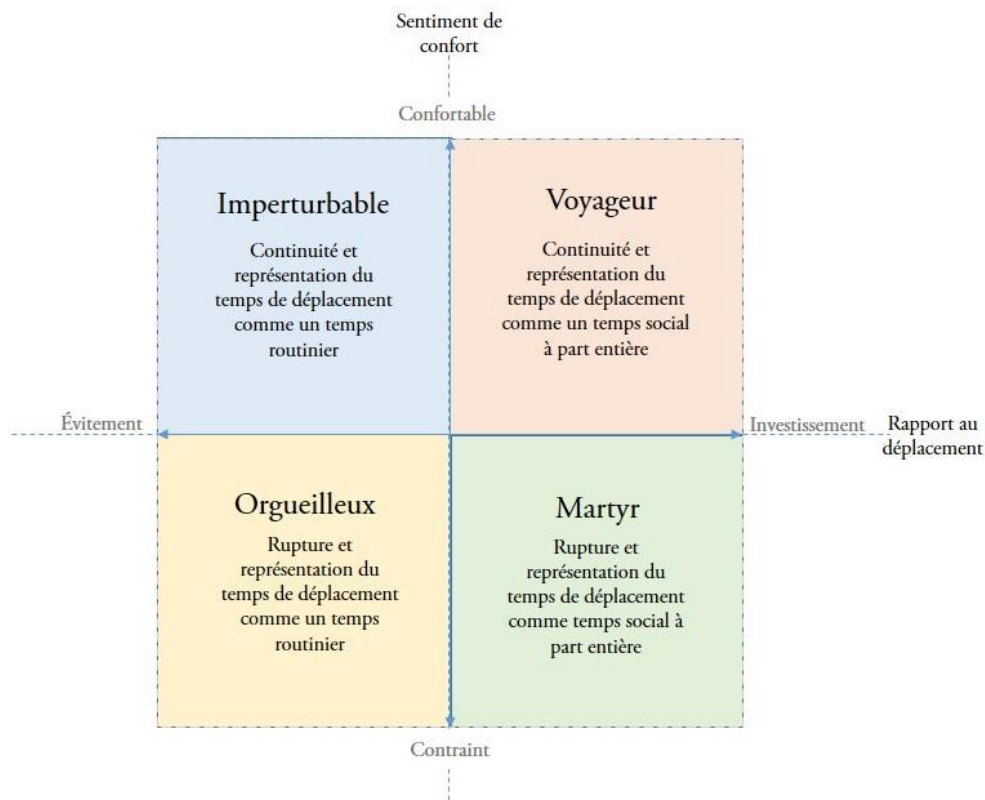 Sentiment de
confort
Confortable
Imperturbable
Continuité et
représentation du
temps de déplacement
comme un temps
routinier
Voyageur
Continuité et
représentation du
temps de déplacement
comme un temps social
à part entière
Évitement
Investissement
Rapport au
déplacement
Orgueilleux
Rupture et
représentation du
temps de déplacement
comme un temps
routinier
Martyr
Rupture et
représentation du
temps de déplacement
comme temps social à
part entière
Contraint